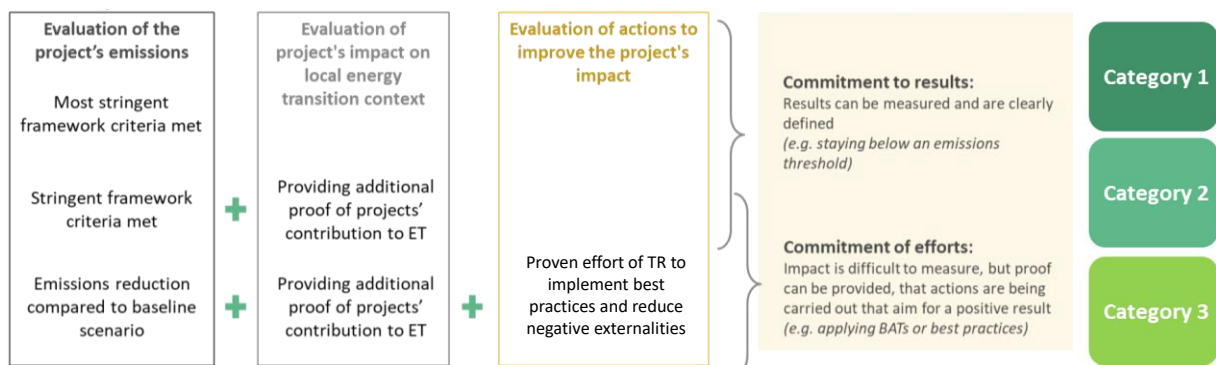 Evaluation of the
project's emissions
Most stringent
framework criteria met
Stringent framework
criteria met
Emissions reduction
compared to baseline
scenario
Evaluation of
project's impact on
local energy
transition context
Providing additional
proof of projects'
contribution to ET
Providing additional
proof of projects'
contribution to ET
Evaluation of actions to
improve the project's
impact
Proven effort of TR to
implement best
practices and reduce
negative externalities
Commitment to results:
Results can be measured and are clearly
defined
(e.g. staying below an emissions
threshold)
Commitment of efforts:
Impact is difficult to measure, but proof
can be provided, that actions are being
carried out that aim for a positive result
(e.g. applying BATs or best practices)
Category 1
Category 2
Category 3